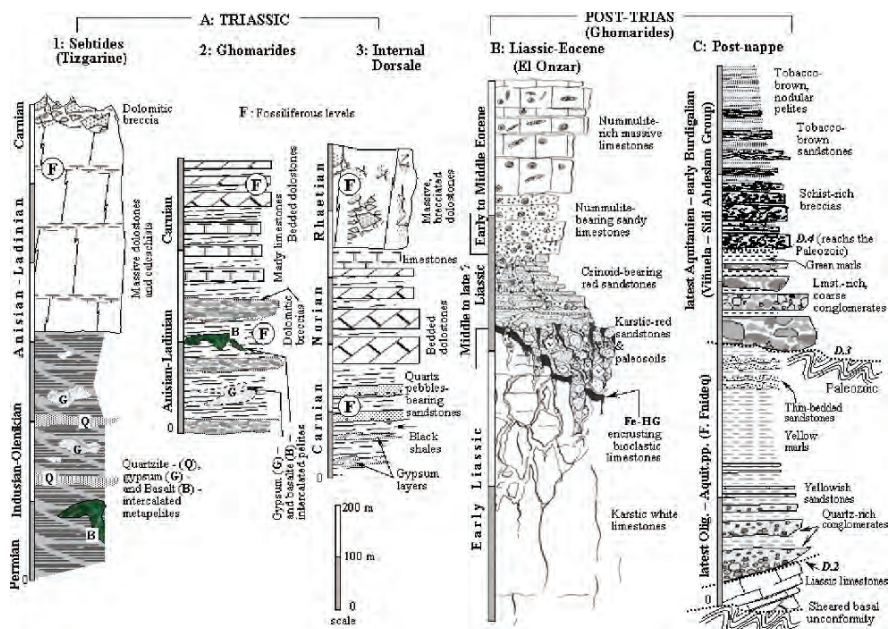 A: TRIASSIC
1: Sebtides
(Tizgarine)
2: Ghomarides
3: Internal
Dorsale
POST-TRIAS
(Ghomarides)
B: Liassic-Eocene
(El Onzar)
C: Post-nappe
F : Fossiliferous levels
Carnian
Anisian-Ladinian
Indusian-Olenikian
Permian
0
Dolomitic
breccia
F
Massive dolostones
and calcschists
G
Q
G
Q
B
Quartzite - (Q),
gypsum (G) -
and Basalt (B) -
intercalated
metapelites
Carnian
Anisian-Ladinian
0
F
Bedded dolostones
Marly limestones
Dolomitic
breccias
B
F
G
Gypsum (G) -
and basalte (B) -
intercalated pelites
Rhaetian
Norian
Carnian
0
F
Massive,
brecciated dolostones
limestones
Bedded
dolostones
Quartz
pebbles-
bearing
sandstones
F
Black
shales
Gypsum
layers
200 m
100 m
0
scale
Early to Middle Eocene
Middle to late ?
Liassic
Early Liassic
Nummulite-
rich massive
limestones
Nummulite-
bearing sandy
limestones
Crinoid-bearing
red sandstones
Karstic-red
sandstones
&
paleosoils
Fe-HG
encrusting
bioclastic
limestones
Karstic white
limestones
latest Aquitanien – early Burdigalian
(Viñuela – Sidi Abdeslam Group)
latest Olig. – Aquit.pp. (F. Fnideq)
0
Tobacco-
brown,
nodular
pelites
Tobacco-
brown
sandstones
Schist-rich
breccias
D.4 (reaches the
Paleozoic)
Green marls
Lmst.-rich,
coarse
conglomerates
D.3
Paleozoic
Thin-bedded
sandstones
Yellow
marls
Yellowish
sandstones
Quartz-rich
conglomerates
D.2
Liassic limestones
Sheared basal
unconformity